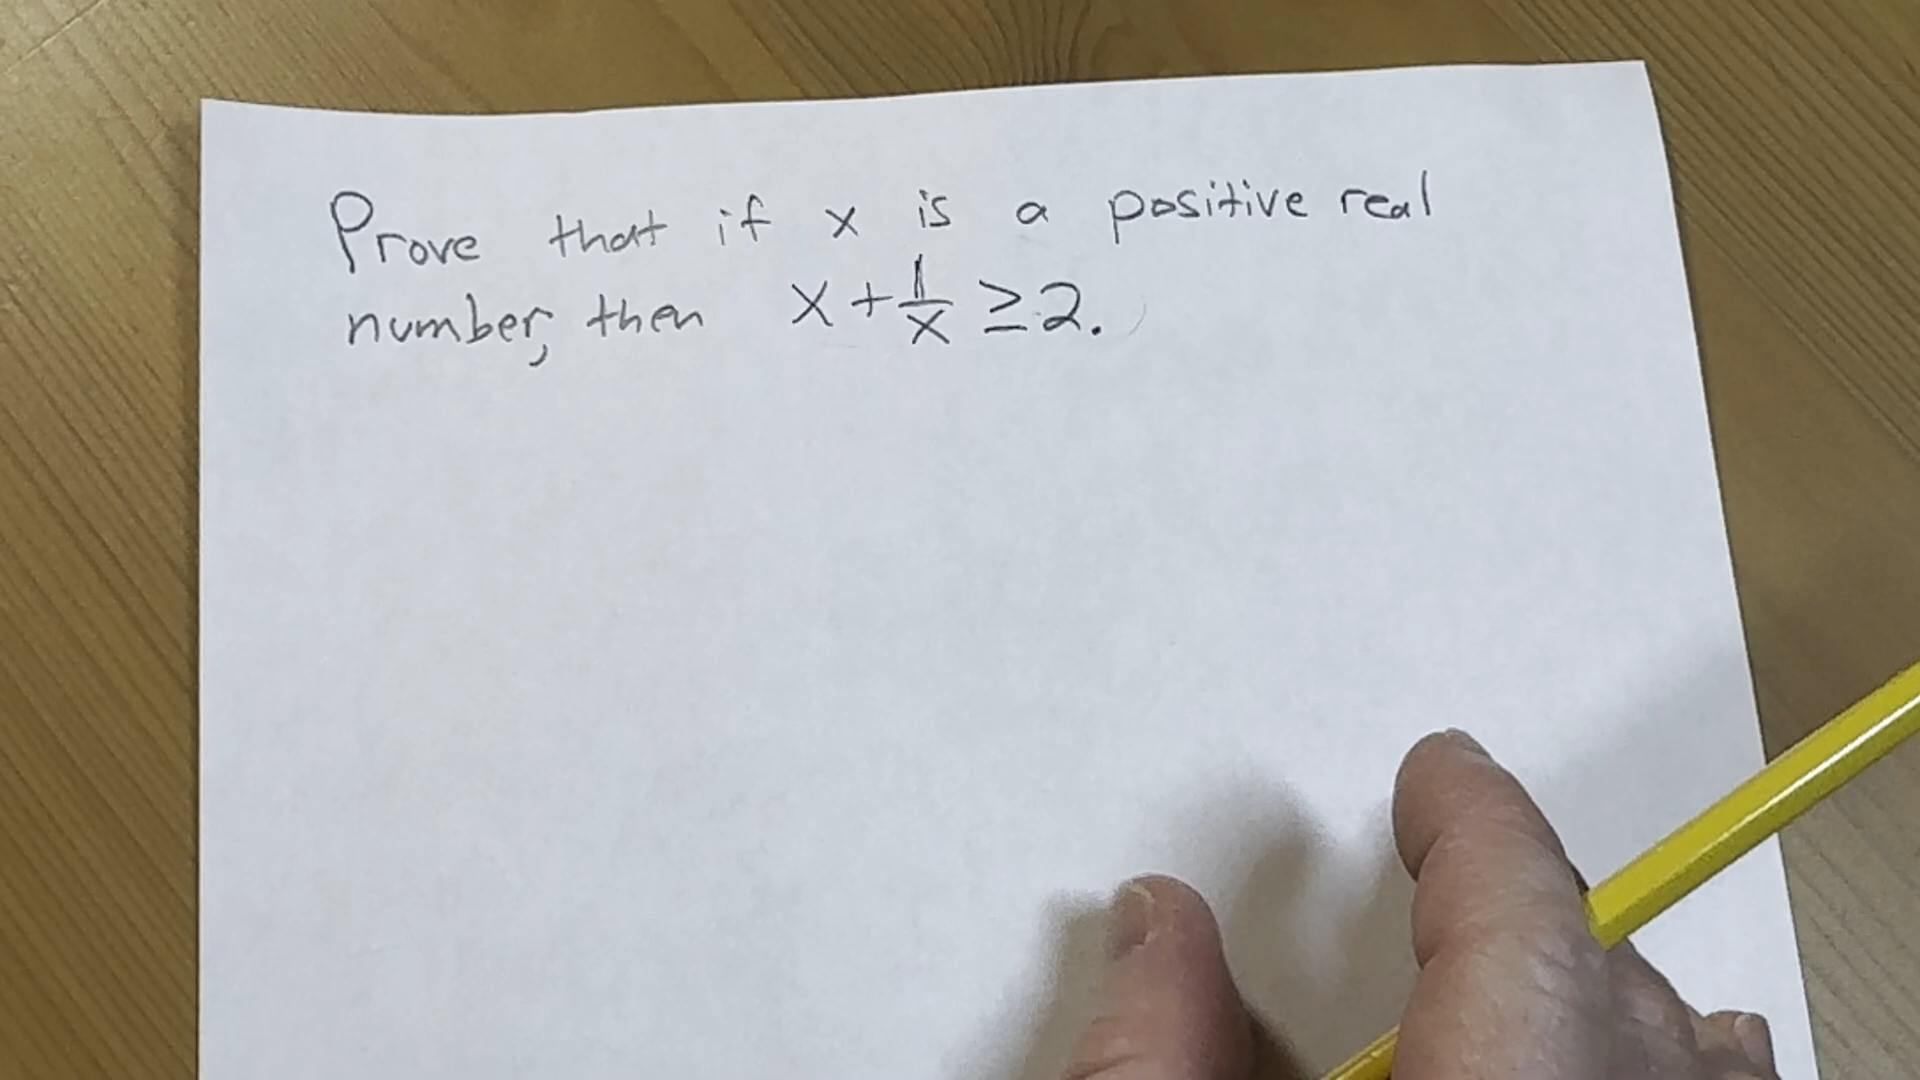 Prove that if x is a positive real
number, then x + 1/x ≥ 2.